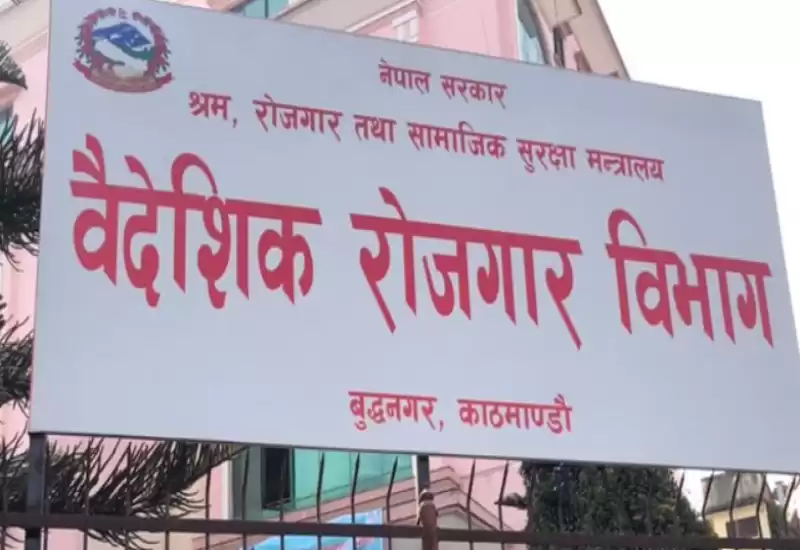 नेपाल सरकार
श्रम, रोजगार तथा सामाजिक सुरक्षा मन्त्रालय
वैदेशिक रोजगार विभाग
बुद्धनगर, काठमाण्डौ